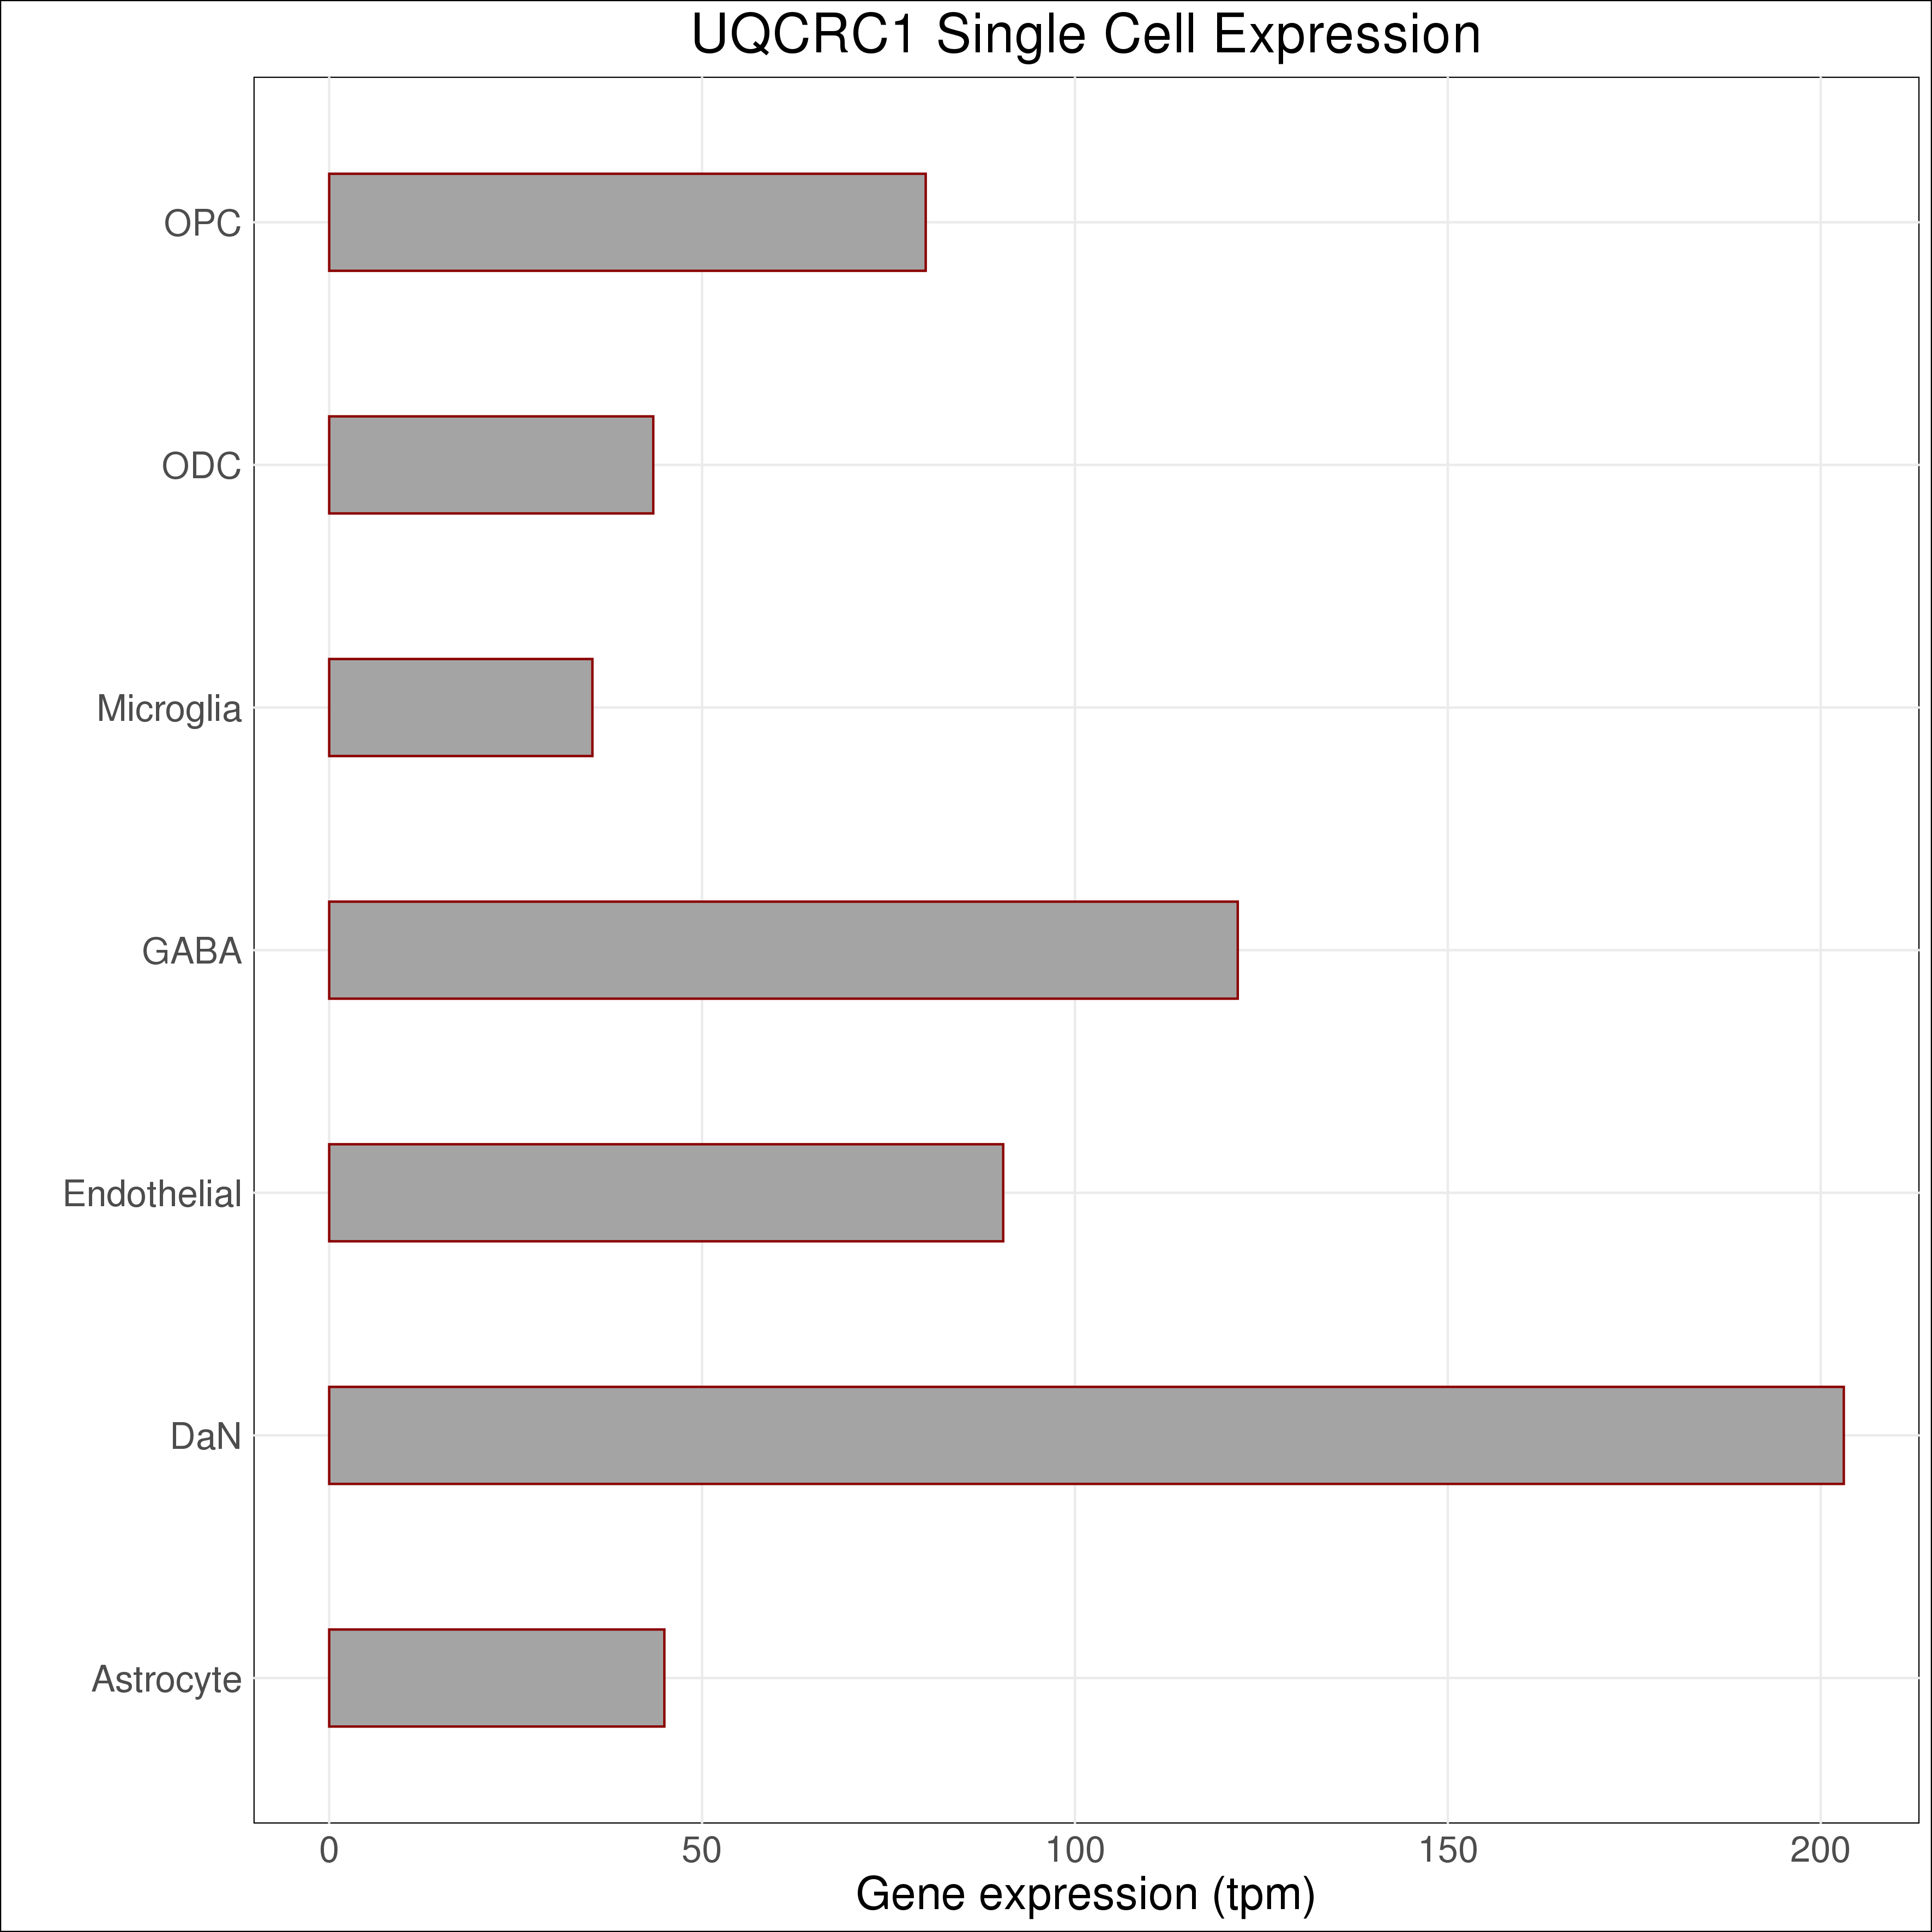 UQCRC1 Single Cell Expression
OPC
ODC
Microglia
GABA
Endothelial
DaN
Astrocyte
0 50 100 150 200
Gene expression (tpm)